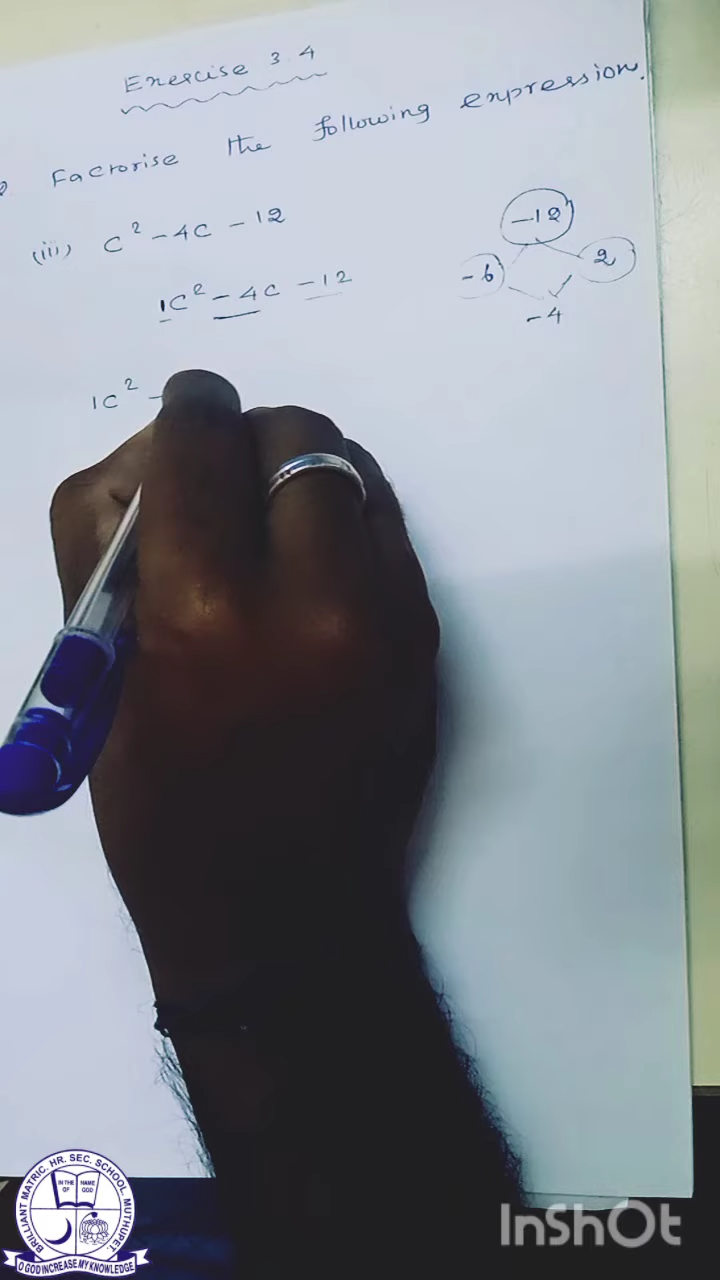 Exercise 3.4
Factorise the following expression.
(iii) c² - 4c - 12
1c² - 4c - 12
-12
-6 2
-4
1c² -
BRILLIANT MATRIC. HR. SEC. SCHOOL, MUTHUPET.
IN THE NAME
OF GOD
O GOD INCREASE MY KNOWLEDGE
InShOt